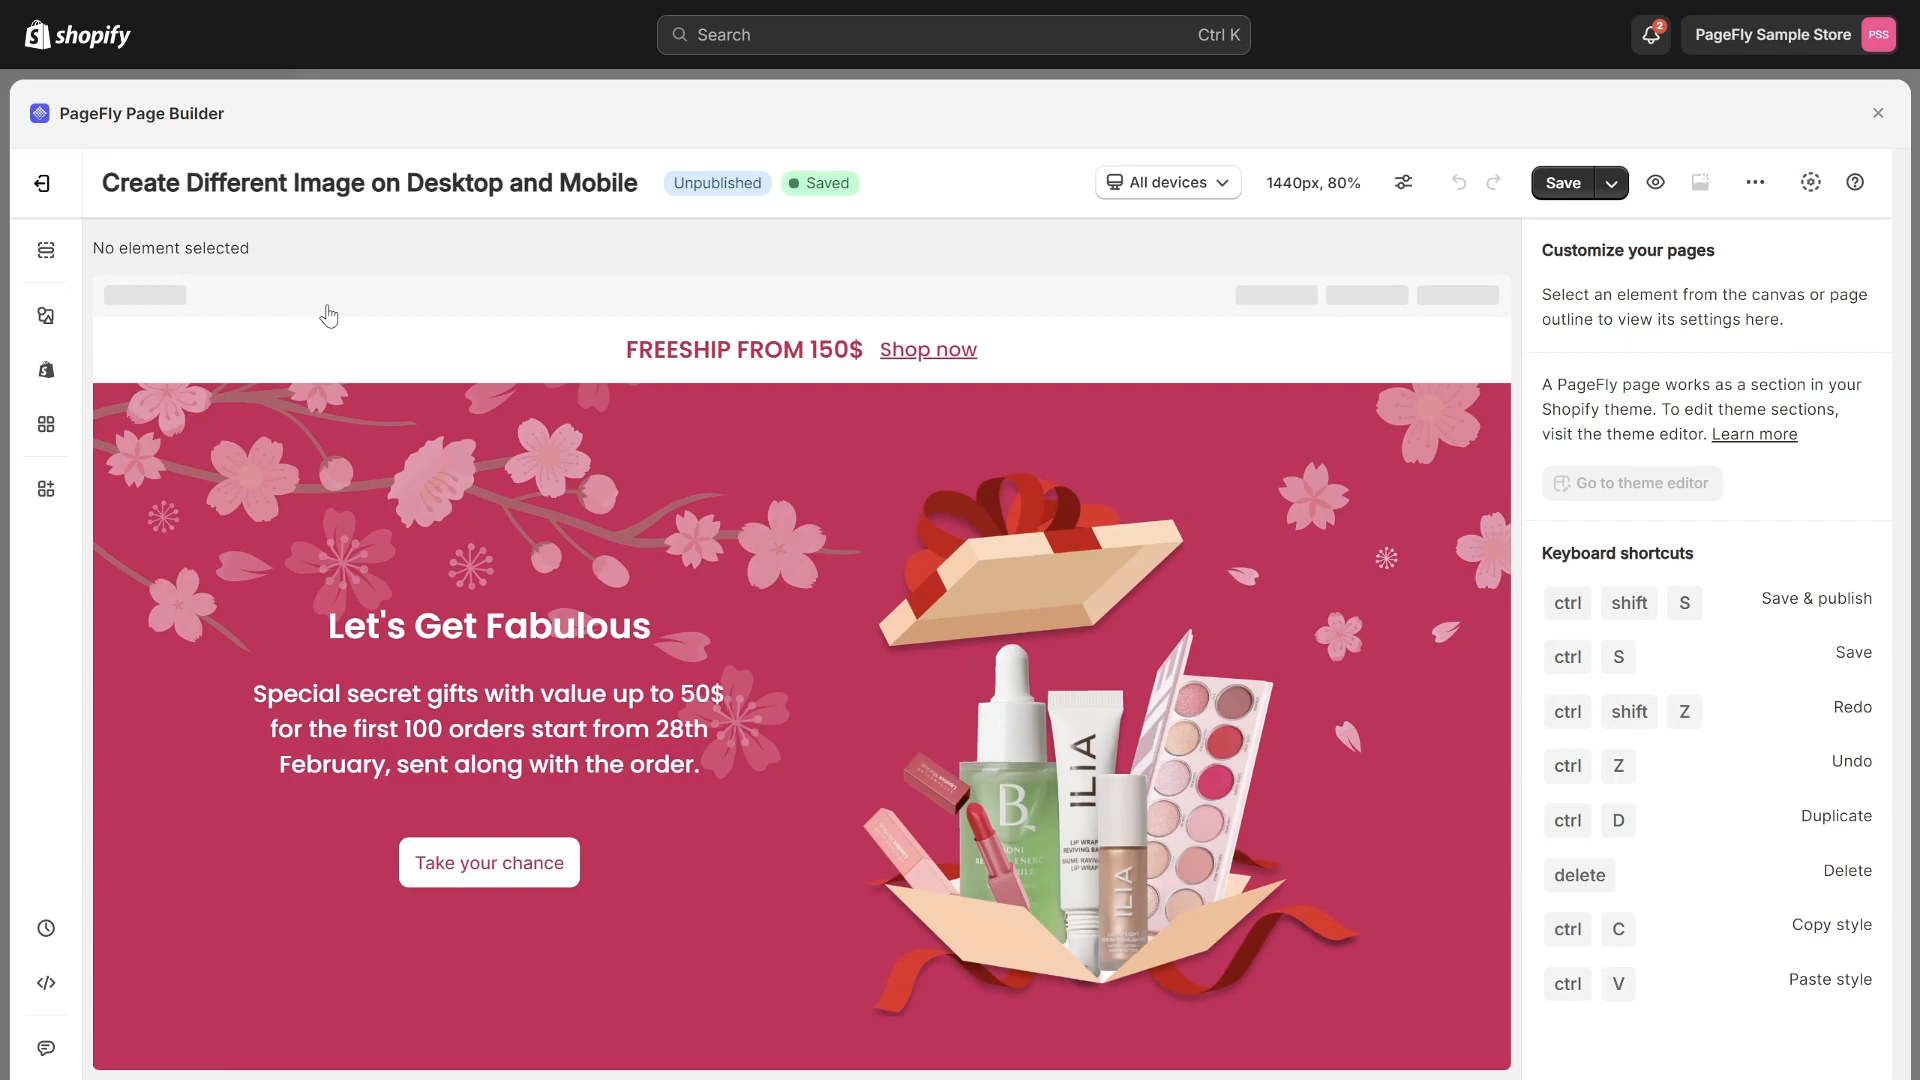 shopify
Search
Ctrl K
2
PageFly Sample Store
PSS
PageFly Page Builder
Create Different Image on Desktop and Mobile
Unpublished
Saved
All devices
1440px, 80%
Save
No element selected
Customize your pages
Select an element from the canvas or page
outline to view its settings here.
FREESHIP FROM 150$ Shop now
A PageFly page works as a section in your
Shopify theme. To edit theme sections,
visit the theme editor. Learn more
Go to theme editor
Keyboard shortcuts
ctrl shift S Save & publish
ctrl S Save
ctrl shift Z Redo
ctrl Z Undo
ctrl D Duplicate
delete Delete
ctrl C Copy style
ctrl V Paste style
Let's Get Fabulous
Special secret gifts with value up to 50$
for the first 100 orders start from 28th
February, sent along with the order.
Take your chance
B
ILIA
LIP WRAP
ILIA